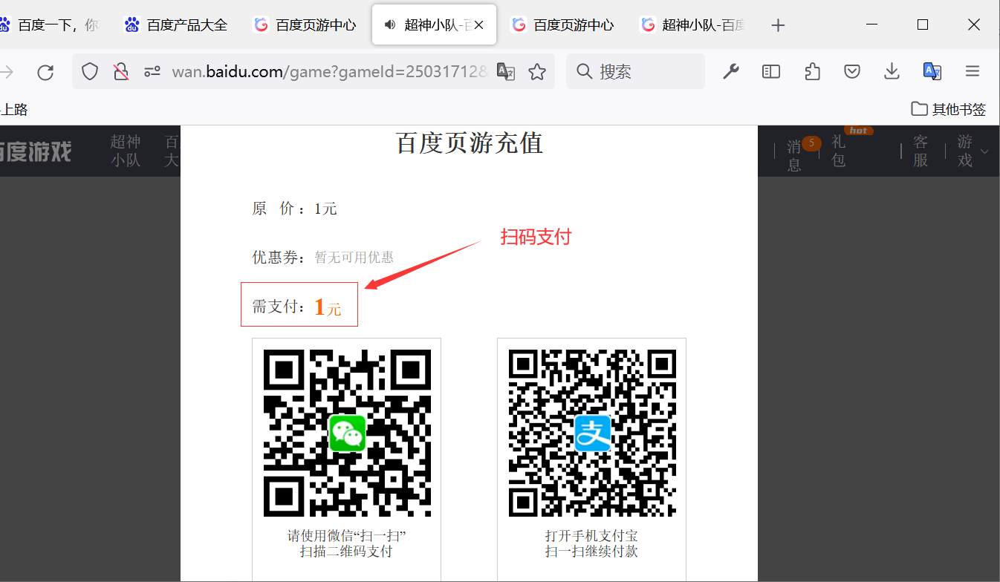 百度一下，你
百度产品大全
百度页游中心
超神小队-百
百度页游中心
超神小队-百度
wan.baidu.com/game?gameId=250317128
搜索
上路
其他书签
百度游戏
超神
小队
百
大
消
息
5
礼
包
hot
客
服
游
戏
百度页游充值
原 价：1元
扫码支付
优惠券：暂无可用优惠
需支付：1元
支
请使用微信“扫一扫”
扫描二维码支付
打开手机支付宝
扫一扫继续付款